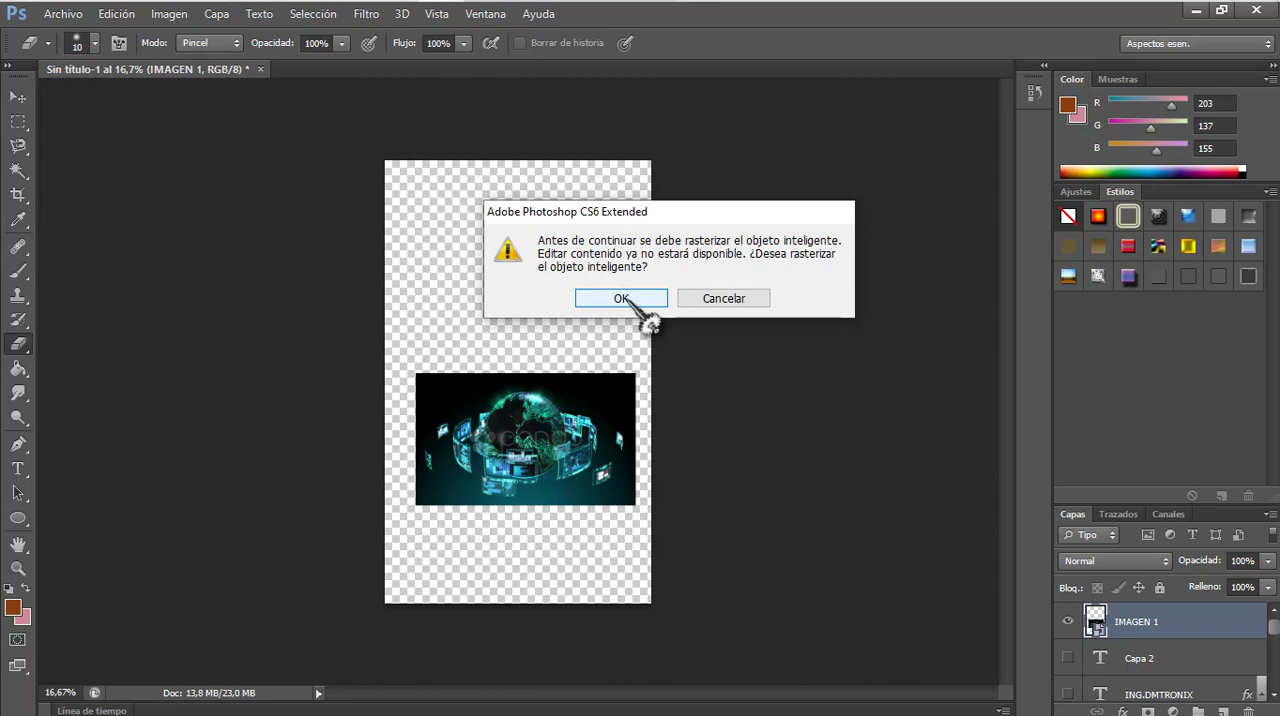 Ps Archivo Edición Imagen Capa Texto Selección Filtro 3D Vista Ventana Ayuda
10 Modo: Pincel Opacidad: 100% Flujo: 100% Borrar de historia Aspectos esen.
Sin título-1 al 16,7% (IMAGEN 1, RGB/8) * ×
Color Muestras
R 203
G 137
B 155
Ajustes Estilos
Adobe Photoshop CS6 Extended
Antes de continuar se debe rasterizar el objeto inteligente.
Editar contenido ya no estará disponible. ¿Desea rasterizar
el objeto inteligente?
OK Cancelar
Capas Trazados Canales
Tipo
Normal Opacidad: 100%
Bloq.: Relleno: 100%
IMAGEN 1
Capa 2
ING.DMTRONIX fx
16,67% Doc: 13,8 MB/23,0 MB
Línea de tiempo